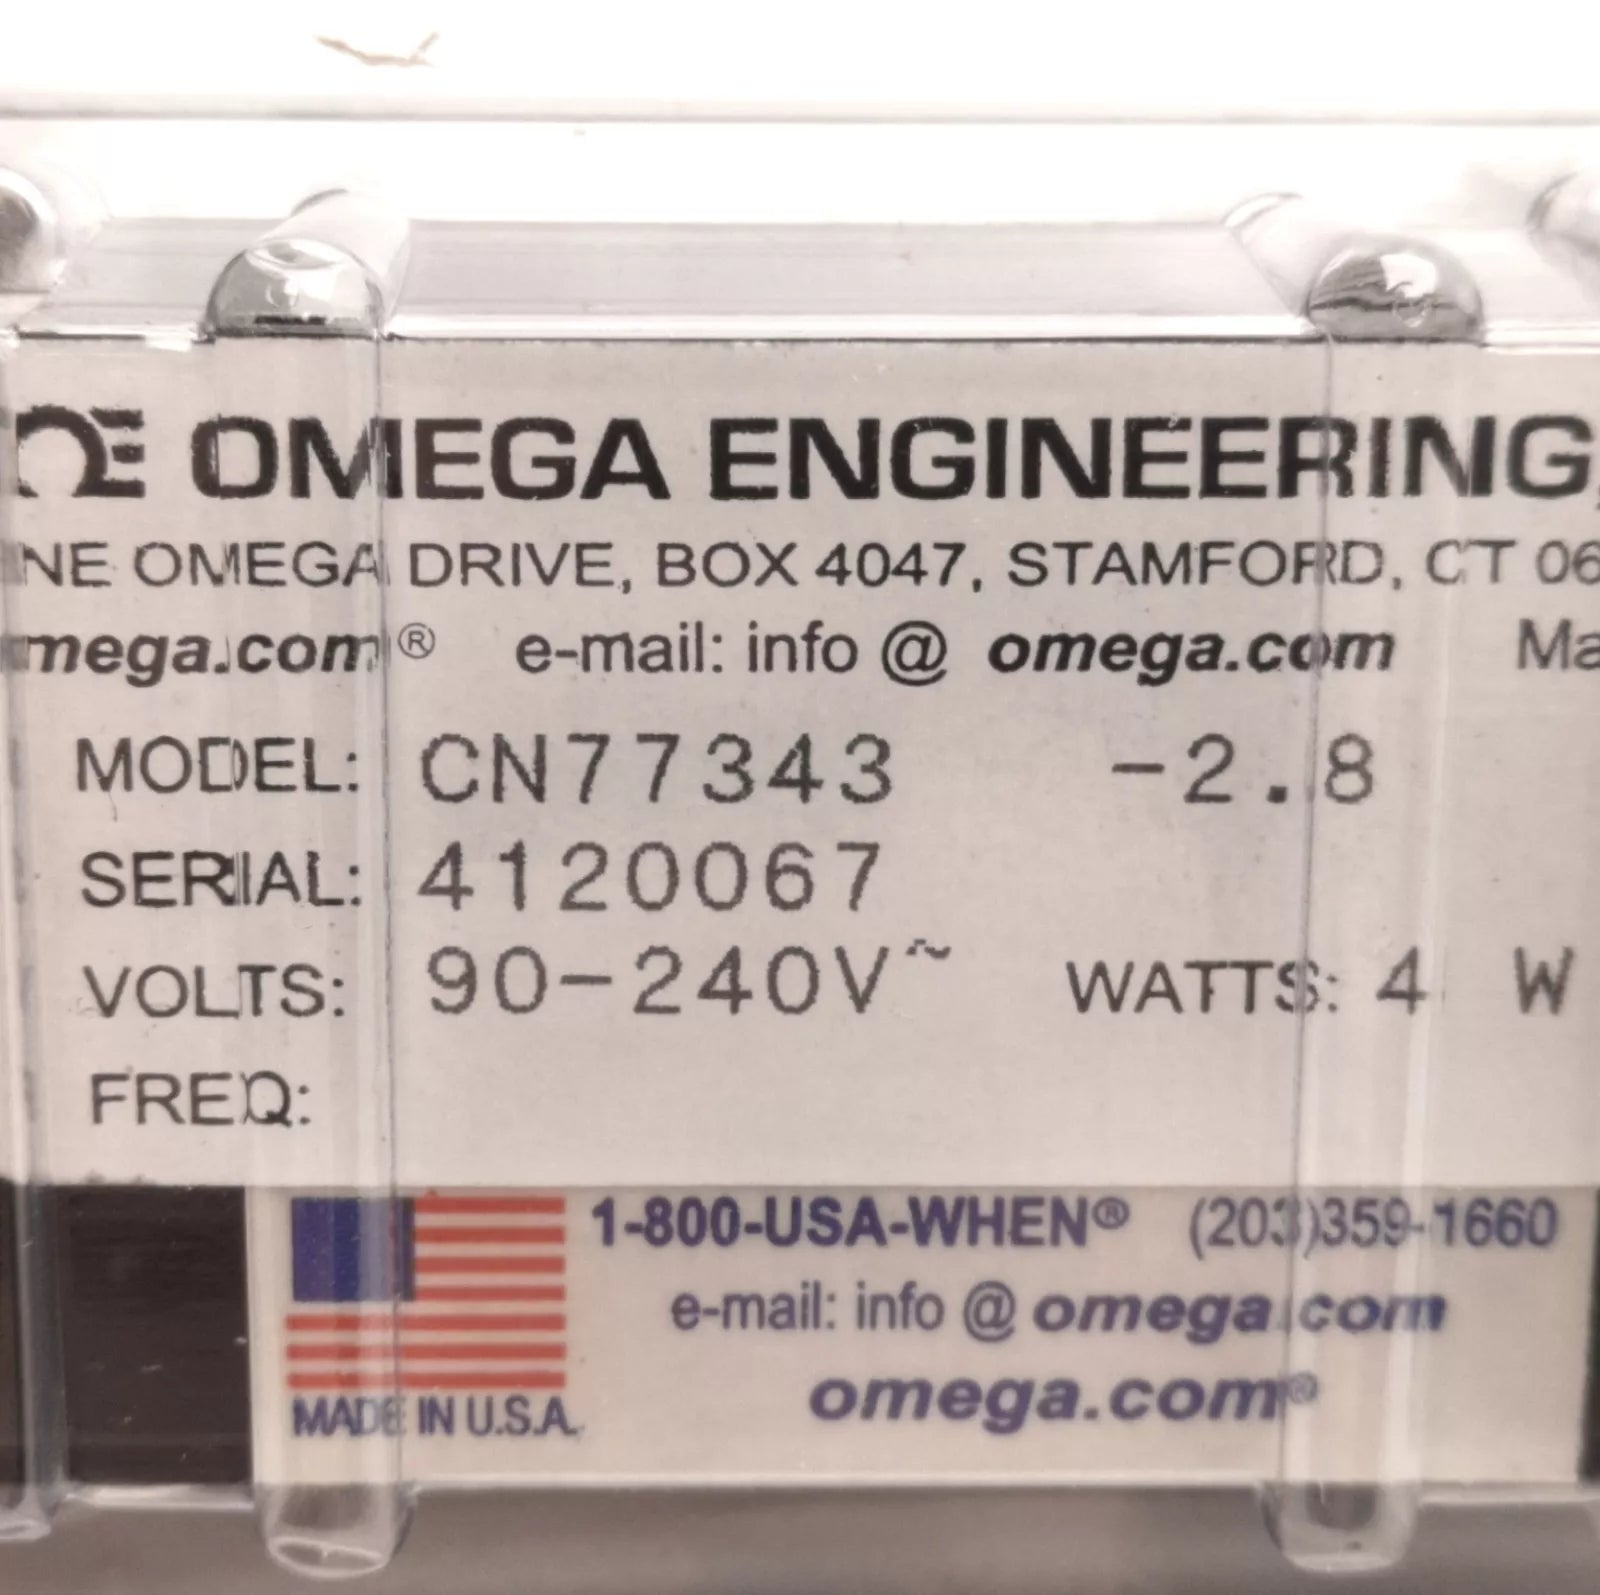 ΩE OMEGA ENGINEERING,
NE OMEGA DRIVE, BOX 4047, STAMFORD, CT 06
mega.com® e-mail: info @ omega.com Ma
MODEL: CN77343 -2.8
SERIAL: 4120067
VOLTS: 90-240V~ WATTS: 4 W
FREQ:
1-800-USA-WHEN® (203)359-1660
e-mail: info @ omega.com
omega.com®
MADE IN U.S.A.